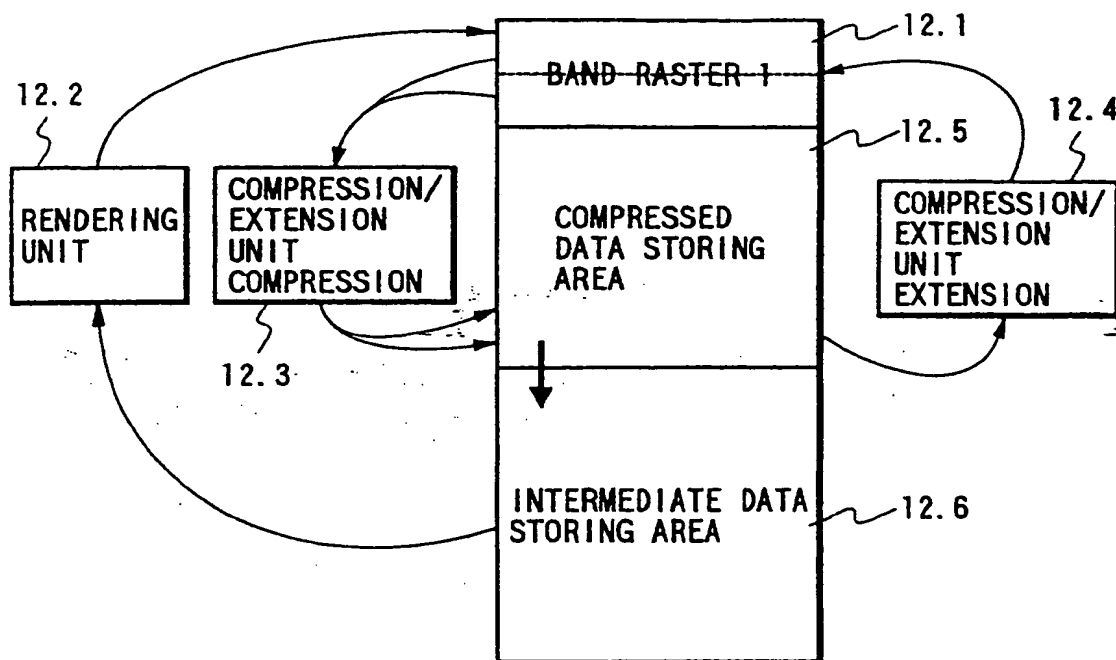 12.1
BAND RASTER 1
12.2
12.4
12.5
RENDERING
UNIT
COMPRESSION/
EXTENSION
UNIT
COMPRESSION
COMPRESSED
DATA STORING
AREA
COMPRESSION/
EXTENSION
UNIT
EXTENSION
12.3
INTERMEDIATE DATA
STORING AREA
12.6